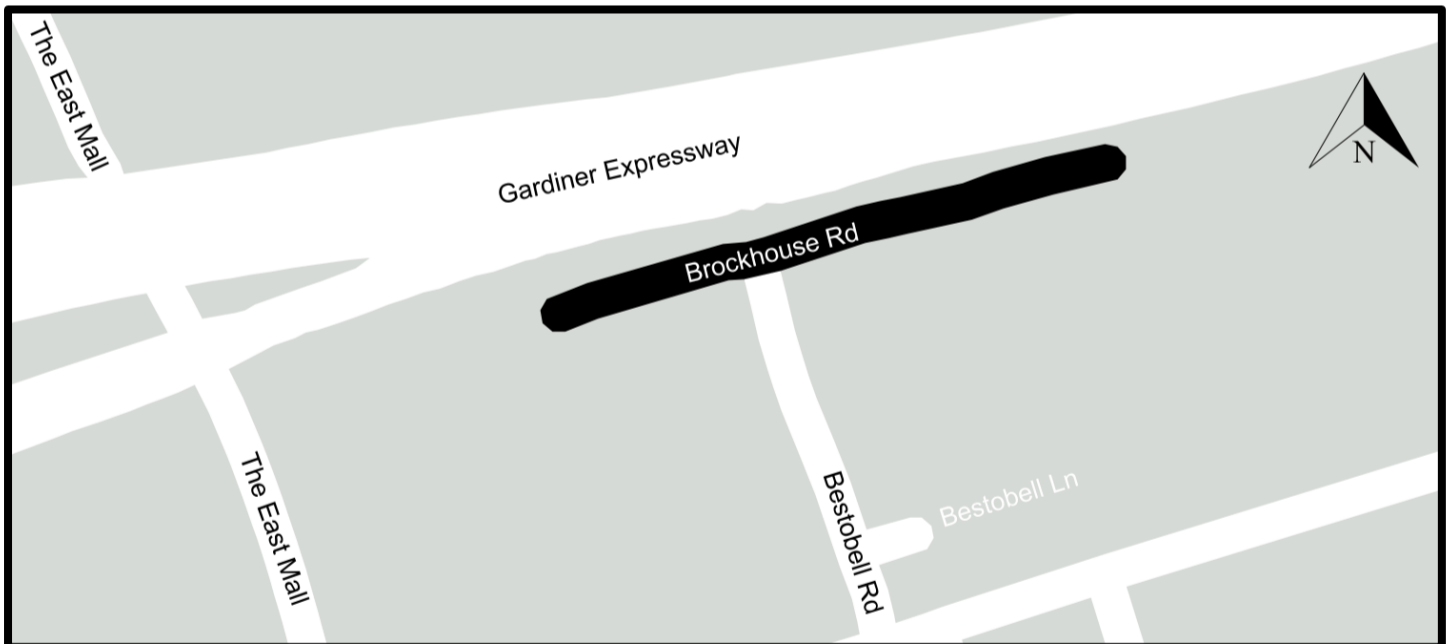 The East Mall
Gardiner Expressway
N
Brockhouse Rd
The East Mall
Bestobell Rd
Bestobell Ln